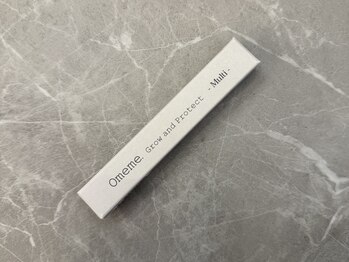 Omeme. Grow and Protect - Multi -